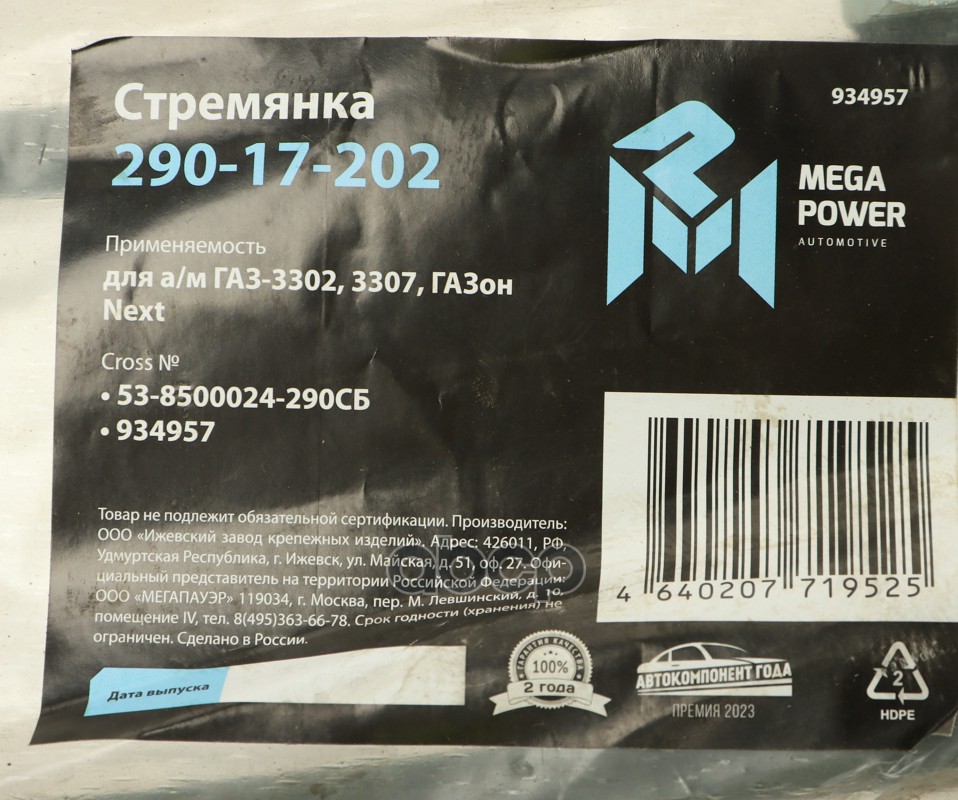 Стремянка
290-17-202
934957
MEGA
POWER
AUTOMOTIVE
Применяемость
для а/м ГАЗ-3302, 3307, ГАЗон
Next
Cross №
• 53-8500024-290СБ
• 934957
Товар не подлежит обязательной сертификации. Производитель:
ООО «Ижевский завод крепежных изделий». Адрес: 426011, РФ,
Удмуртская Республика, г. Ижевск, ул. Майская, д. 51, оф. 27. Офи-
циальный представитель на территории Российской Федерации:
ООО «МЕГАПАУЭР» 119034, г. Москва, пер. М. Левшинский, д. 10,
помещение IV, тел. 8(495)363-66-78. Срок годности (хранения) не
ограничен. Сделано в России.
4 640207 719525
Дата выпуска
ГАРАНТИЯ КАЧЕСТВА
100%
2 года
АВТОКОМПОНЕНТ ГОДА
ПРЕМИЯ 2023
2
HDPE